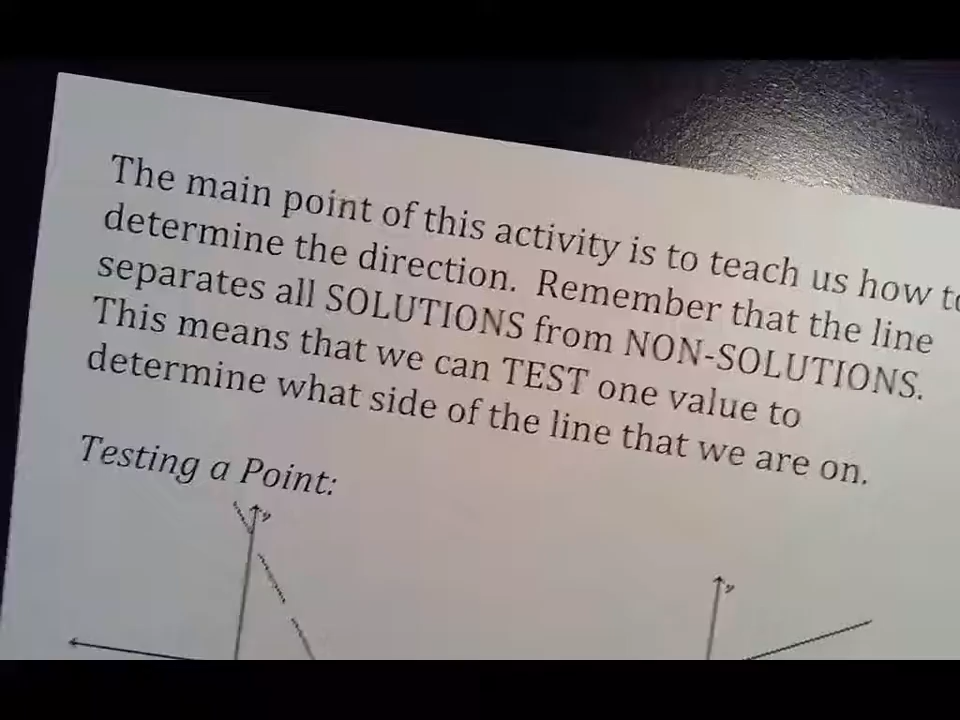 The main point of this activity is to teach us how to
determine the direction. Remember that the line
separates all SOLUTIONS from NON-SOLUTIONS.
This means that we can TEST one value to
determine what side of the line that we are on.
Testing a Point:
y
y